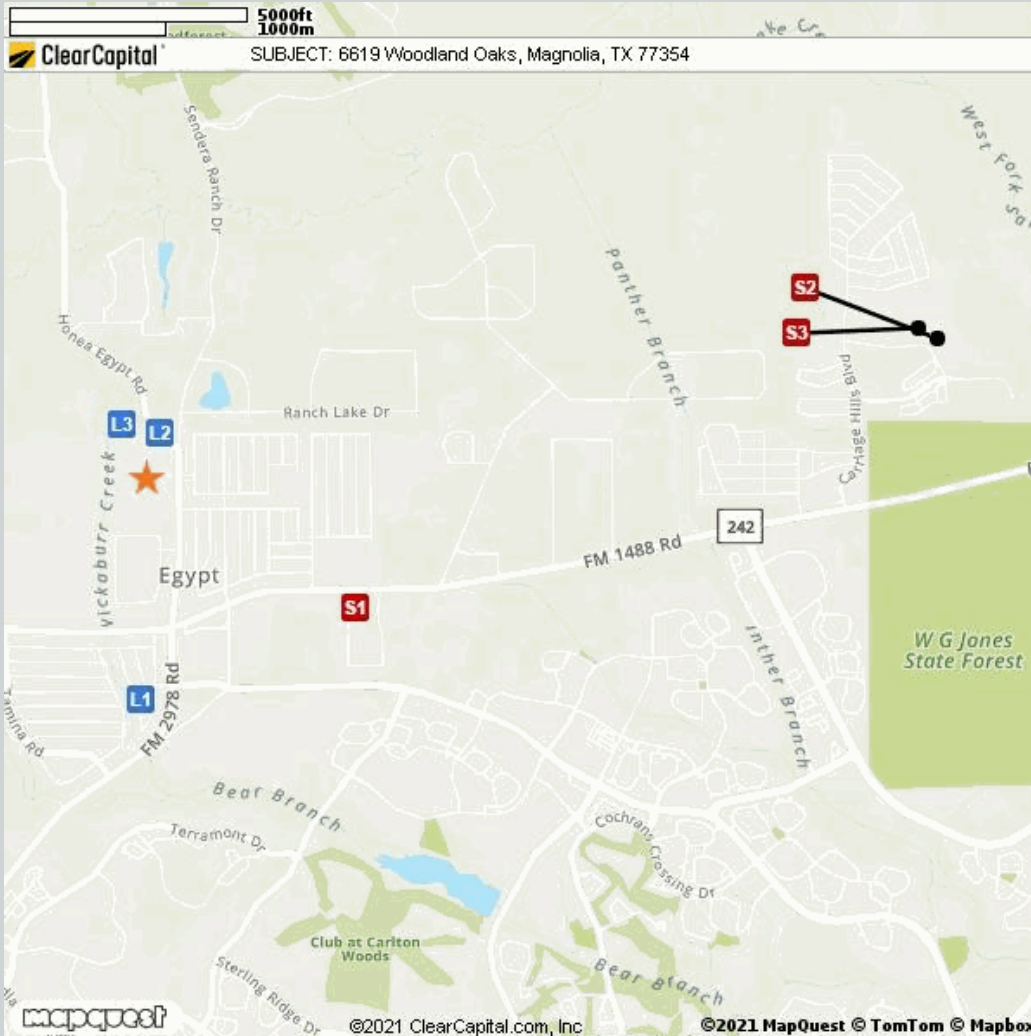 5000ft
1000m
ClearCapital
SUBJECT: 6619 Woodland Oaks, Magnolia, TX 77354
Sendera Ranch Dr
West Fork
Panther Branch
S2
S3
Honea Egypt Rd
Carriage Hills Blvd
Ranch Lake Dr
L3
L2
Vickaburr Creek
242
FM 1488 Rd
Egypt
S1
W G Jones
State Forest
L1
FM 2978 Rd
Tamina Rd
Bear Branch
Terramont Dr
Cochrans Crossing Dr
Club at Carlton
Woods
Sterling Ridge Dr
Bear Branch
mapquest
©2021 ClearCapital.com, Inc
©2021 MapQuest © TomTom © Mapbox